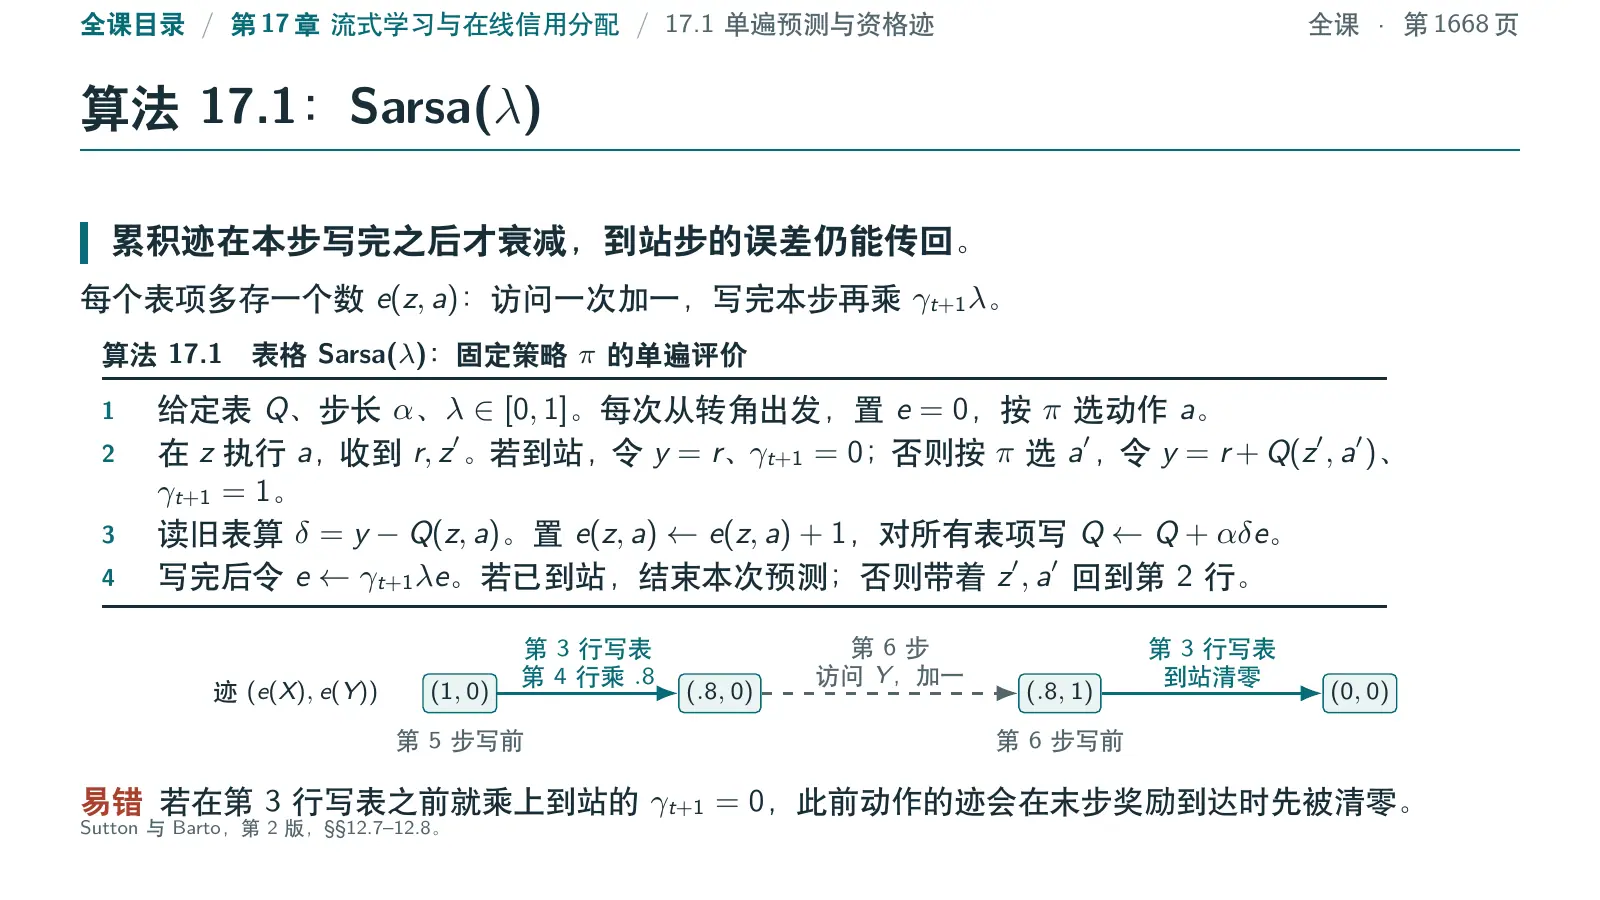 全课目录 / 第 17 章 流式学习与在线信用分配 / 17.1 单遍预测与资格迹
全课 · 第 1668 页
算法 17.1：Sarsa(λ)
累积迹在本步写完之后才衰减，到站步的误差仍能传回。
每个表项多存一个数 e(z, a)：访问一次加一，写完本步再乘 γₜ₊₁λ。
算法 17.1 表格 Sarsa(λ)：固定策略 π 的单遍评价
1 给定表 Q、步长 α、λ ∈ [0, 1]。每次从转角出发，置 e = 0，按 π 选动作 a。
2 在 z 执行 a，收到 r, z′。若到站，令 y = r、γₜ₊₁ = 0；否则按 π 选 a′，令 y = r + Q(z′, a′)、
γₜ₊₁ = 1。
3 读旧表算 δ = y − Q(z, a)。置 e(z, a) ← e(z, a) + 1，对所有表项写 Q ← Q + αδe。
4 写完后令 e ← γₜ₊₁λe。若已到站，结束本次预测；否则带着 z′, a′ 回到第 2 行。
第 3 行写表
第 4 行乘 .8
第 6 步
访问 Y，加一
第 3 行写表
到站清零
迹 (e(X), e(Y))
(1, 0)
(.8, 0)
(.8, 1)
(0, 0)
第 5 步写前
第 6 步写前
易错 若在第 3 行写表之前就乘上到站的 γₜ₊₁ = 0，此前动作的迹会在末步奖励到达时先被清零。
Sutton 与 Barto，第 2 版，§§12.7–12.8。